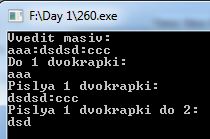 F:\Day 1\260.exe
Vvedit masiv:
aaa:dsdsd:ccc
Do 1 dvokrapki:
aaa
Pislya 1 dvokrapki:
dsdsd:ccc
Pislya 1 dvokrapki do 2:
dsd